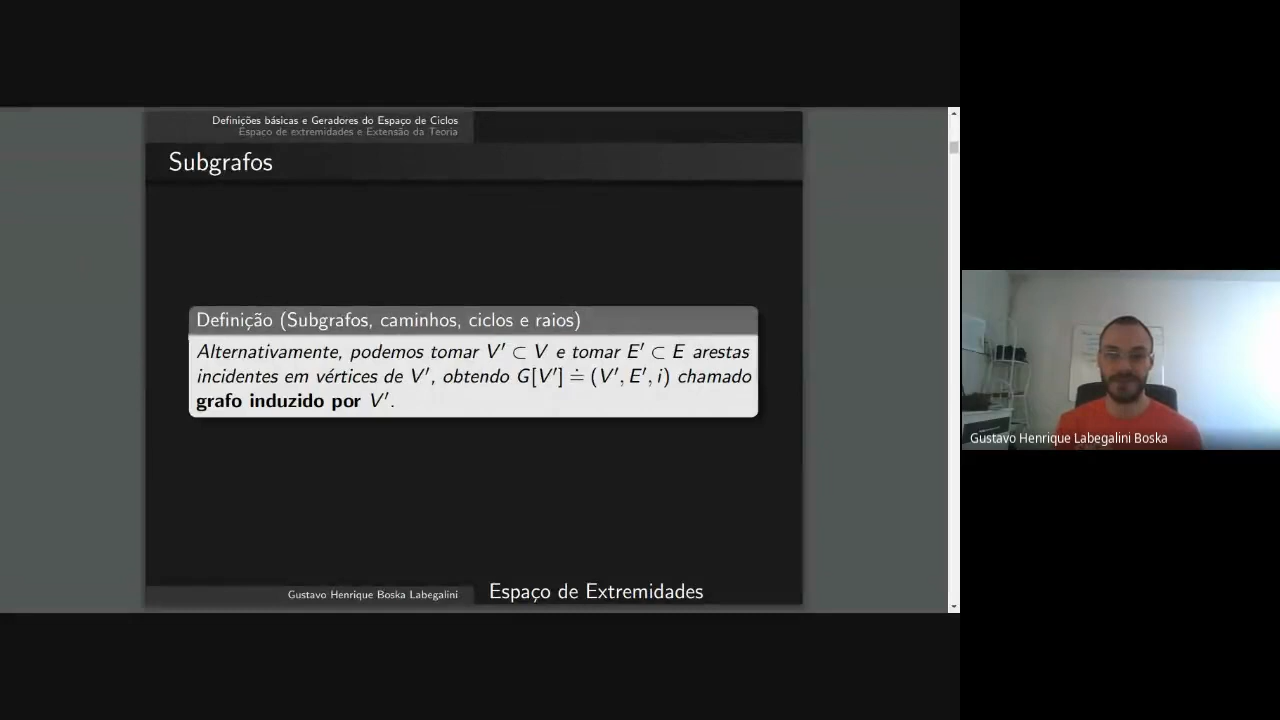 Definições básicas e Geradores do Espaço de Ciclos
Espaço de extremidades e Extensão da Teoria
Subgrafos
Definição (Subgrafos, caminhos, ciclos e raios)
Alternativamente, podemos tomar V′ ⊂ V e tomar E′ ⊂ E arestas
incidentes em vértices de V′, obtendo G[V′] ≐ (V′, E′, i) chamado
grafo induzido por V′.
Gustavo Henrique Boska Labegalini
Espaço de Extremidades
Gustavo Henrique Labegalini Boska